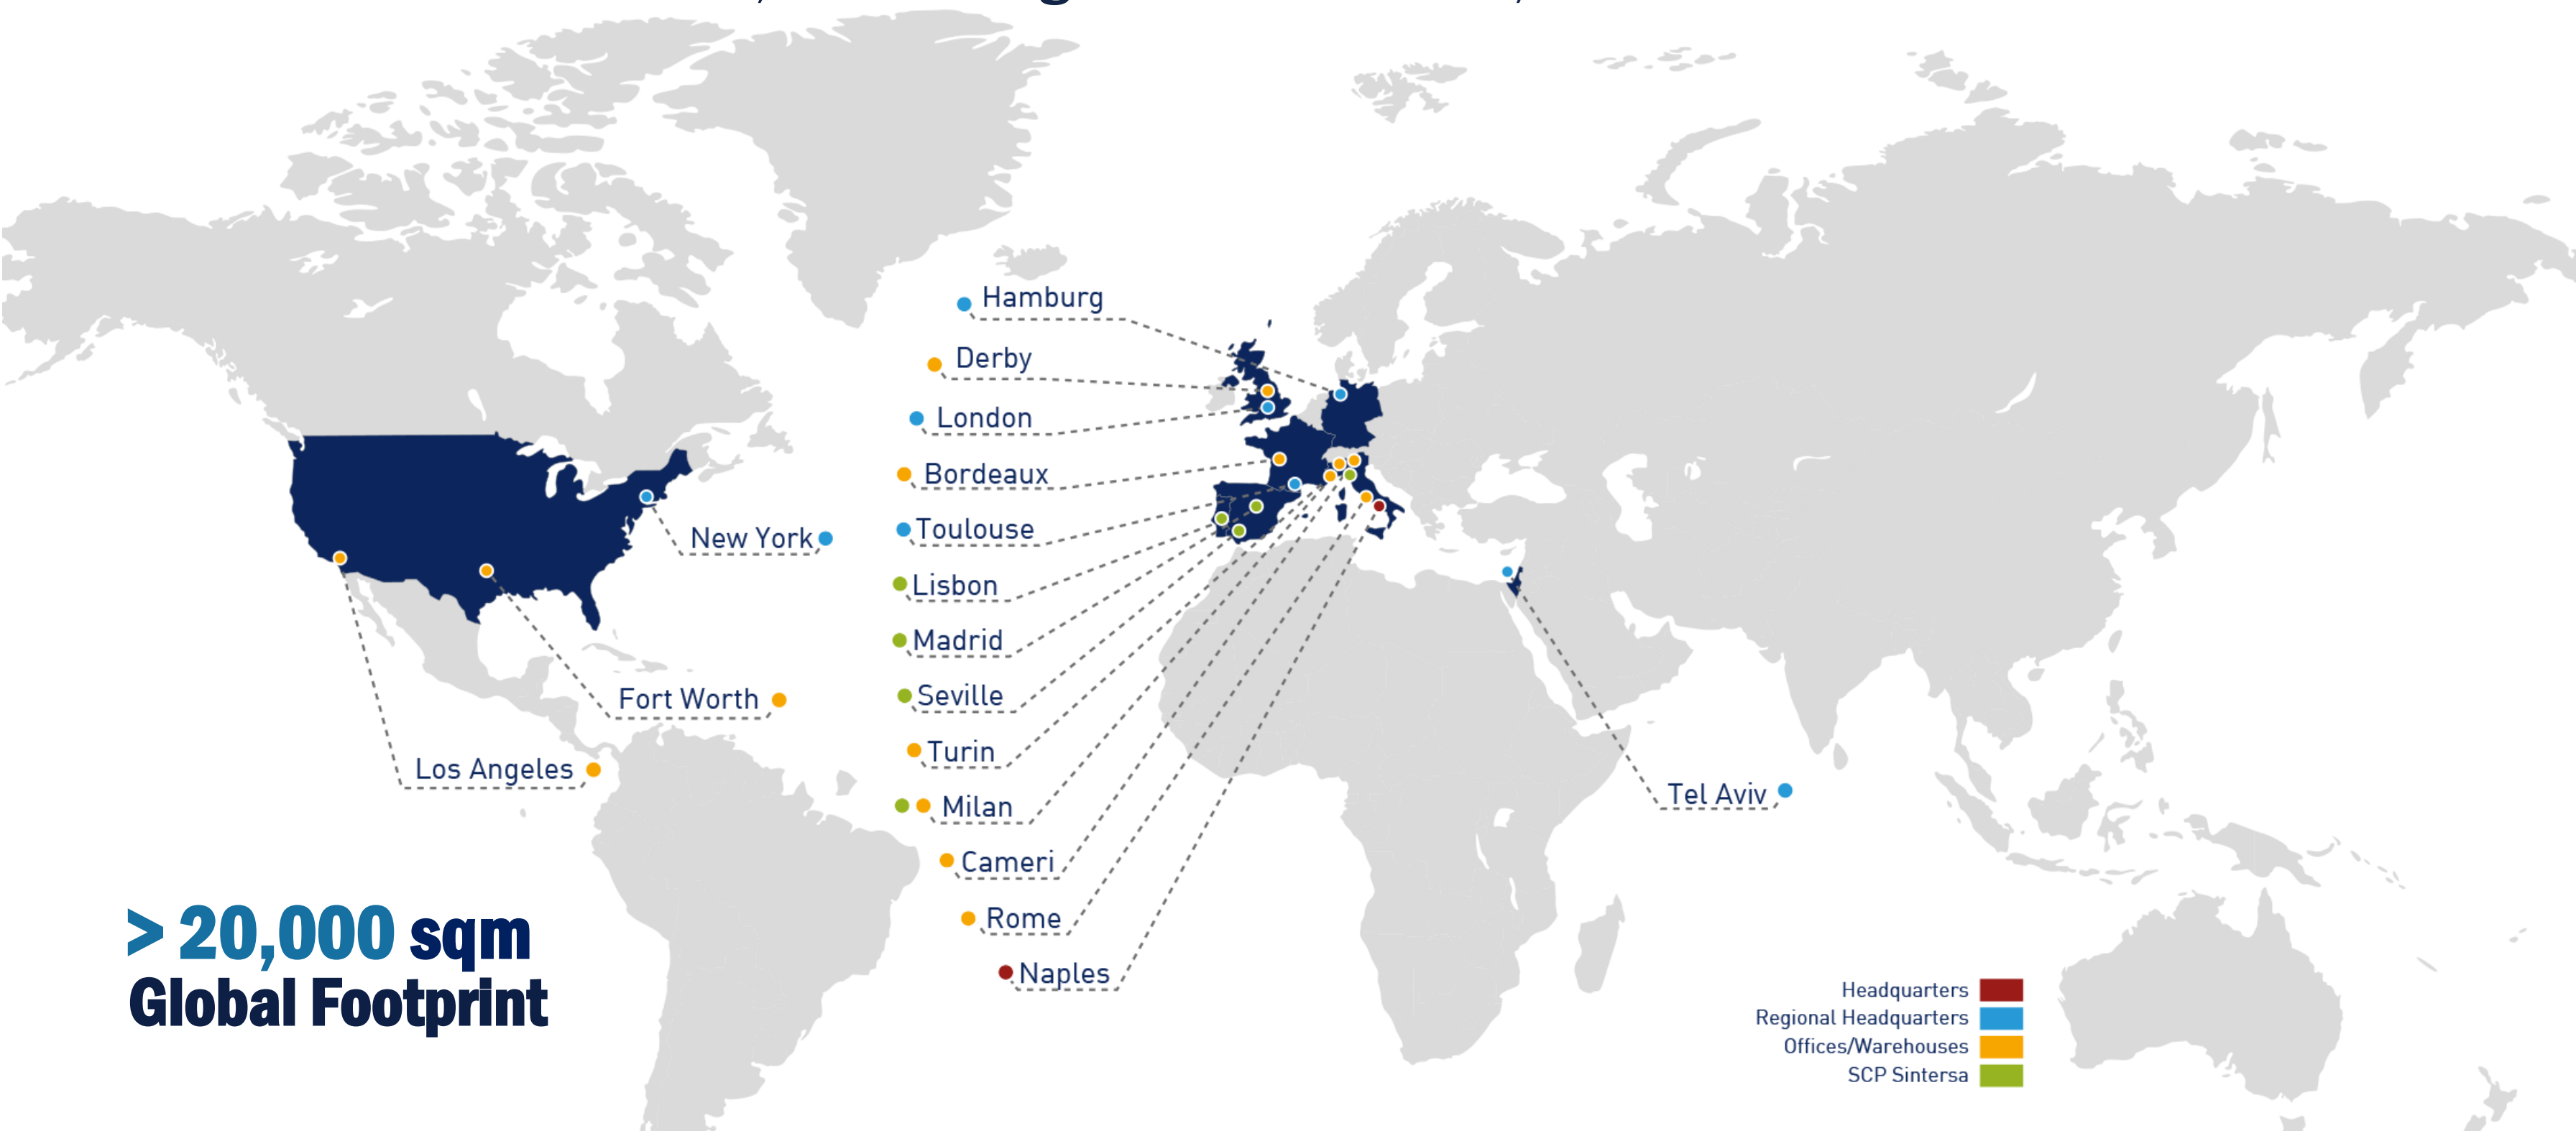 Hamburg
Derby
London
Bordeaux
Toulouse
Lisbon
Madrid
Seville
Turin
Milan
Cameri
Rome
Naples
New York
Fort Worth
Los Angeles
Tel Aviv
> 20,000 sqm
Global Footprint
Headquarters
Regional Headquarters
Offices/Warehouses
SCP Sintersa